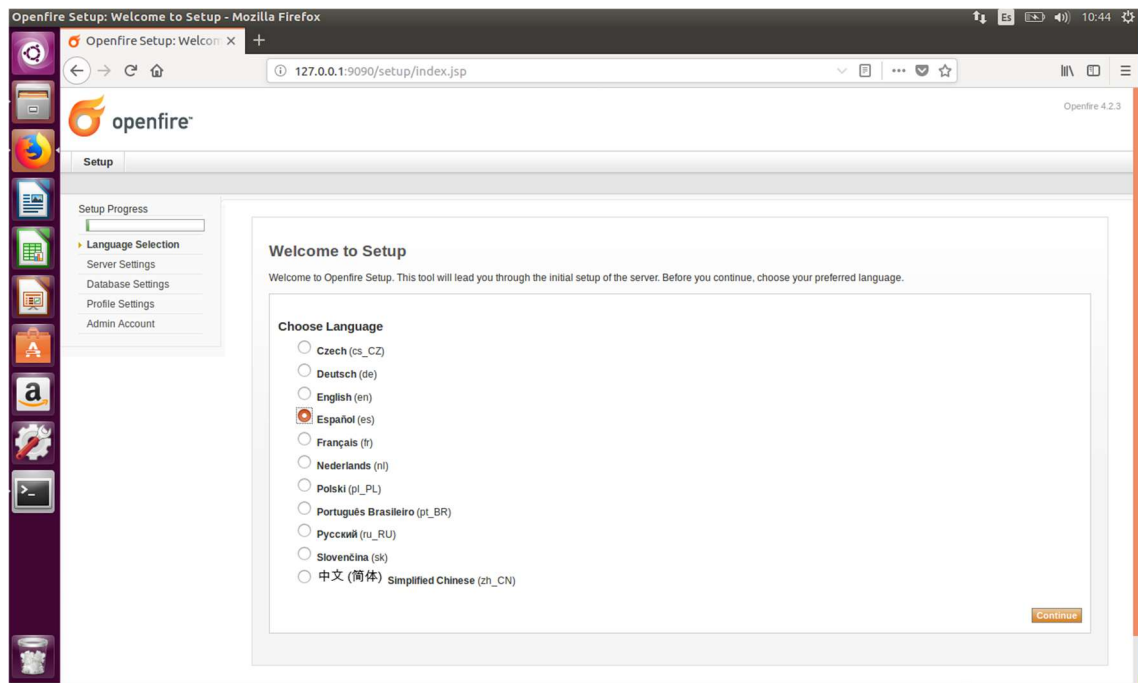 Openfire Setup: Welcome to Setup - Mozilla Firefox
Es
10:44
Openfire Setup: Welcom
127.0.0.1:9090/setup/index.jsp
openfire™
Openfire 4.2.3
Setup
Setup Progress
Language Selection
Server Settings
Database Settings
Profile Settings
Admin Account
Welcome to Setup
Welcome to Openfire Setup. This tool will lead you through the initial setup of the server. Before you continue, choose your preferred language.
Choose Language
Czech (cs_CZ)
Deutsch (de)
English (en)
Español (es)
Français (fr)
Nederlands (nl)
Polski (pl_PL)
Português Brasileiro (pt_BR)
Русский (ru_RU)
Slovenčina (sk)
中文 (简体) Simplified Chinese (zh_CN)
Continue